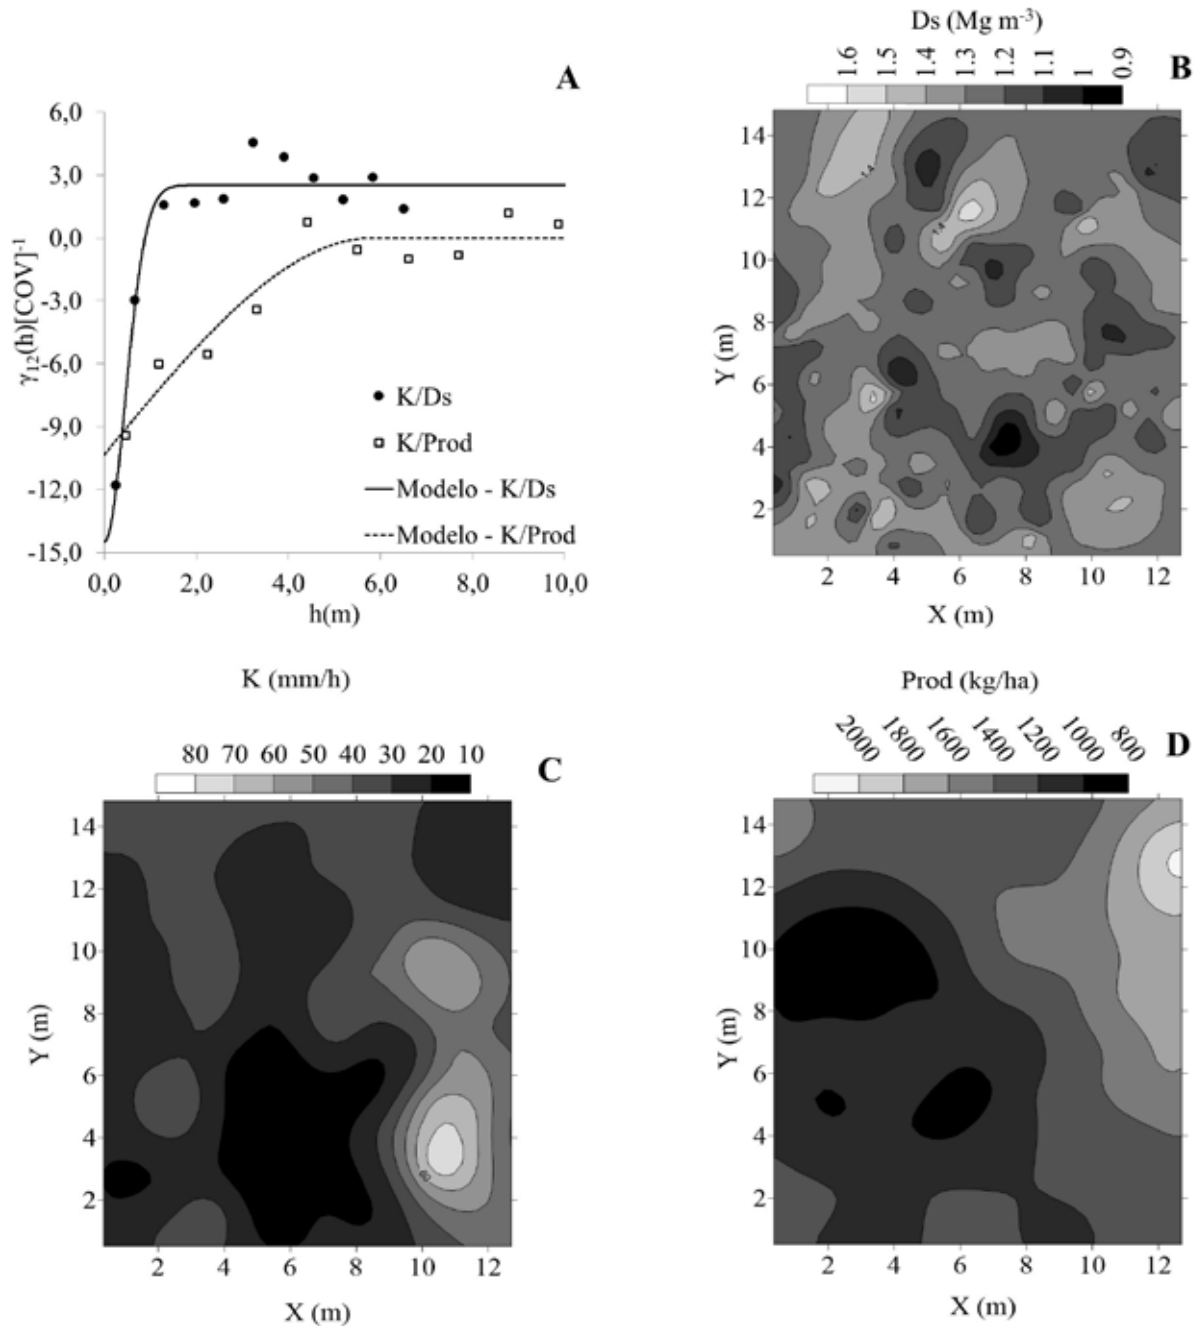 A
6,0
3,0
0,0
-3,0
-6,0
-9,0
-12,0
-15,0
γ12(h)[COV]-1
K/Ds
K/Prod
Modelo - K/Ds
Modelo - K/Prod
0,0 2,0 4,0 6,0 8,0 10,0
h(m)
Ds (Mg m-3)
1.6 1.5 1.4 1.3 1.2 1.1 1 0.9
B
14
12
10
8
6
4
2
Y (m)
1.4
1.4
2 4 6 8 10 12
X (m)
K (mm/h)
80 70 60 50 40 30 20 10
C
14
12
10
8
6
4
2
Y (m)
2 4 6 8 10 12
X (m)
Prod (kg/ha)
2000 1800 1600 1400 1200 1000 800
D
14
12
10
8
6
4
2
Y (m)
2 4 6 8 10 12
X (m)